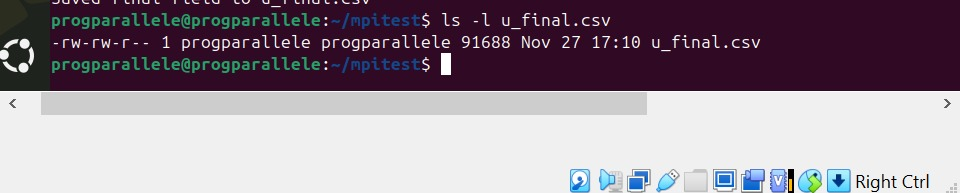 Saved final field to u_final.csv
progparallele@progparallele:~/mpitest$ ls -l u_final.csv
-rw-rw-r-- 1 progparallele progparallele 91688 Nov 27 17:10 u_final.csv
progparallele@progparallele:~/mpitest$
Right Ctrl